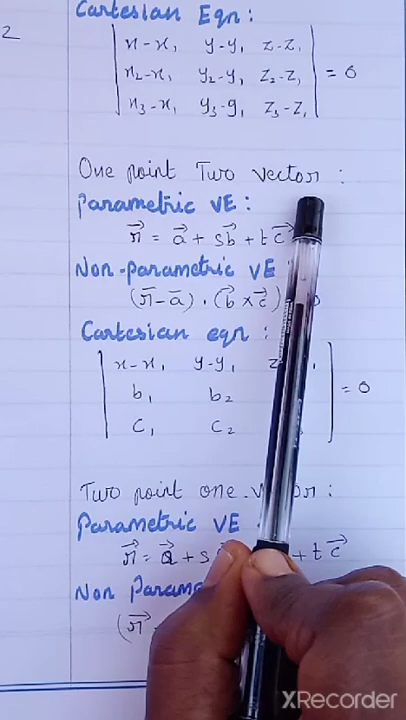 2
Cartesian Eqn:
| x-x₁ y-y₁ z-z₁ |
| x₂-x₁ y₂-y₁ z₂-z₁ | = 0
| x₃-x₁ y₃-y₁ z₃-z₁ |
One point Two vector:
Parametric VE:
r⃗ = a⃗ + sb⃗ + tc⃗
Non-parametric VE:
(r⃗-a⃗)·(b⃗×c⃗)
Cartesian eqn:
| x-x₁ y-y₁ z
b₁ b₂
c₁ c₂ | = 0
Two point one vector:
Parametric VE
r⃗ = a⃗ + s + tc⃗
Non
(r⃗
XRecorder